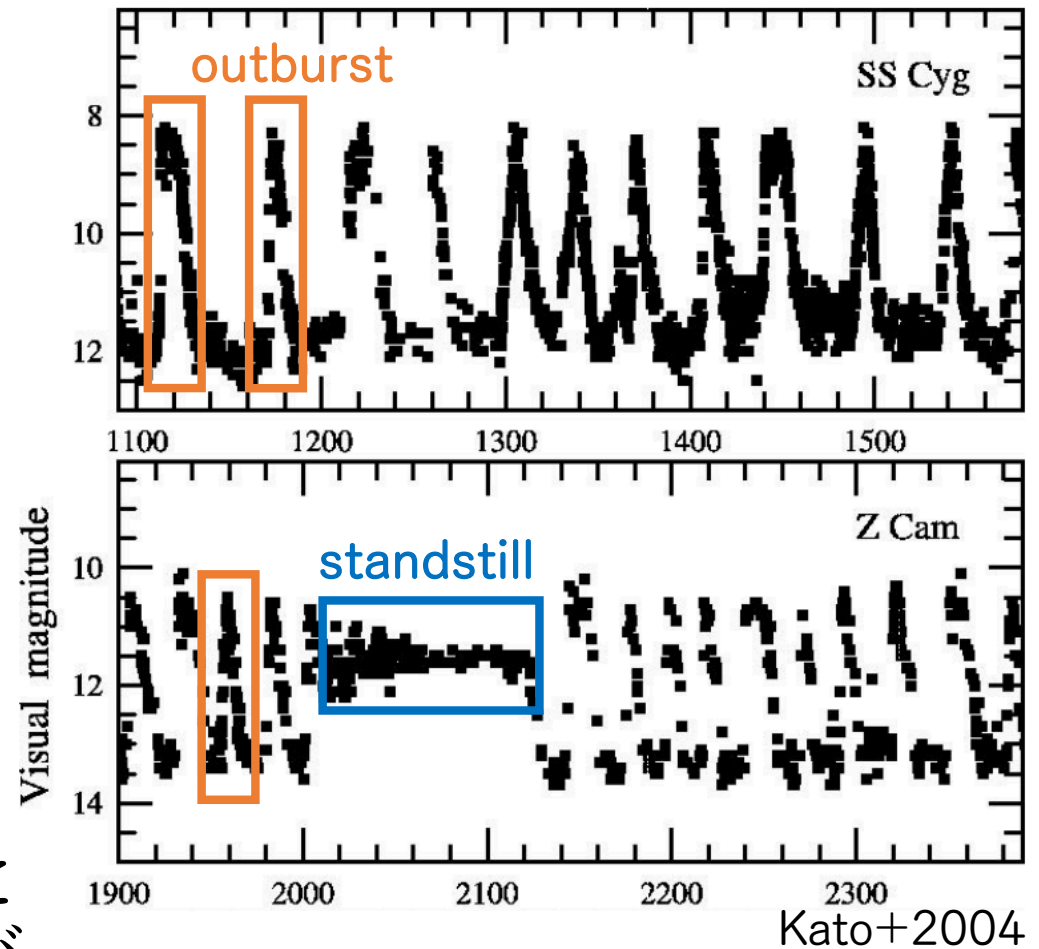 outburst
SS Cyg
8
10
12
1100 1200 1300 1400 1500
Z Cam
standstill
Visual magnitude
10
12
14
1900 2000 2100 2200 2300
Kato+2004